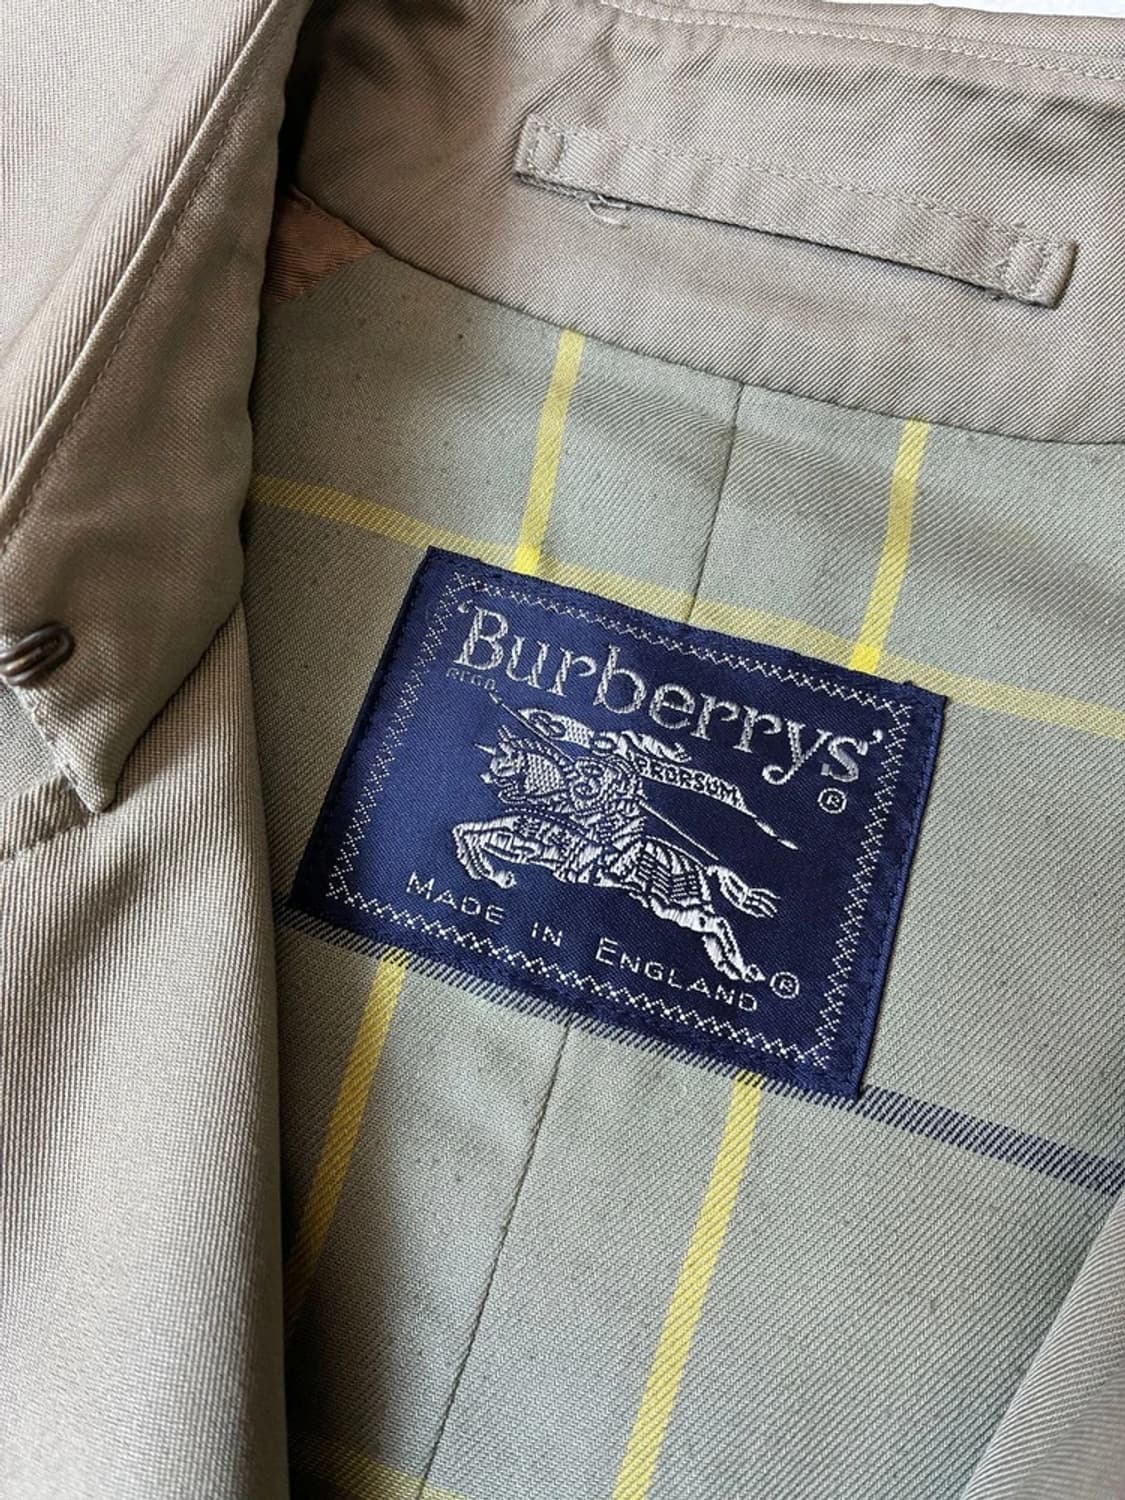 'Burberrys'
REGD.
®
PRORSUM
MADE IN ENGLAND ®